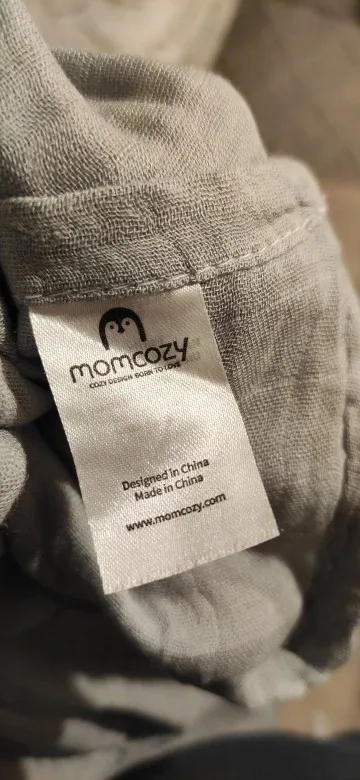 momcozy
COZY DESIGN BORN TO LOVE
Designed in China
Made in China
www.momcozy.com